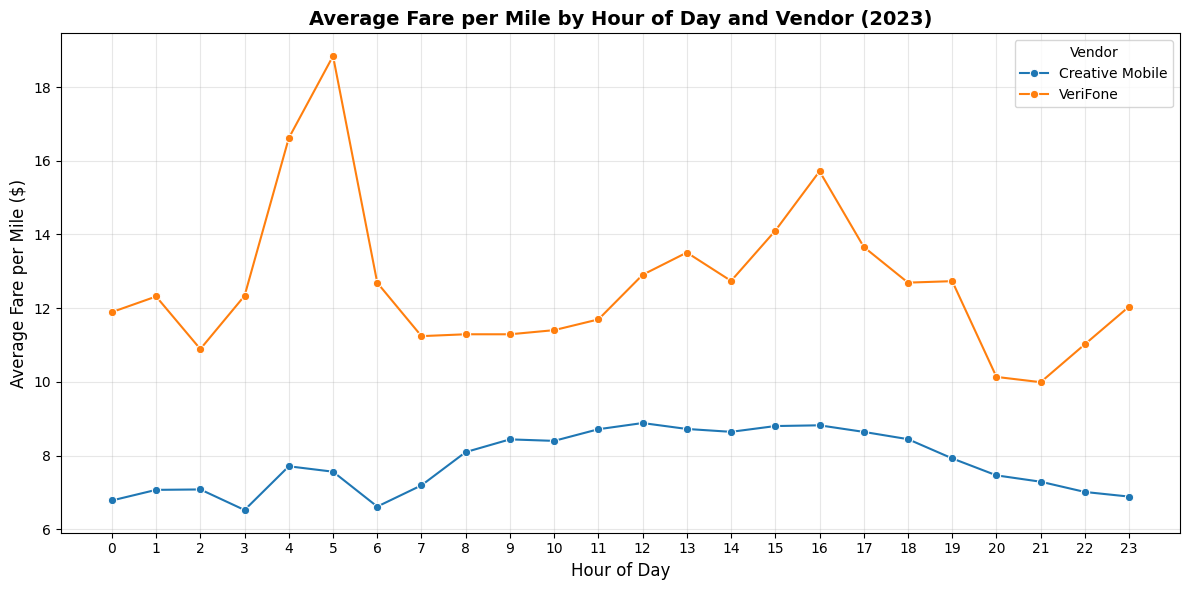 Average Fare per Mile by Hour of Day and Vendor (2023)
Vendor
Creative Mobile
VeriFone
Average Fare per Mile ($)
18
16
14
12
10
8
6
0 1 2 3 4 5 6 7 8 9 10 11 12 13 14 15 16 17 18 19 20 21 22 23
Hour of Day